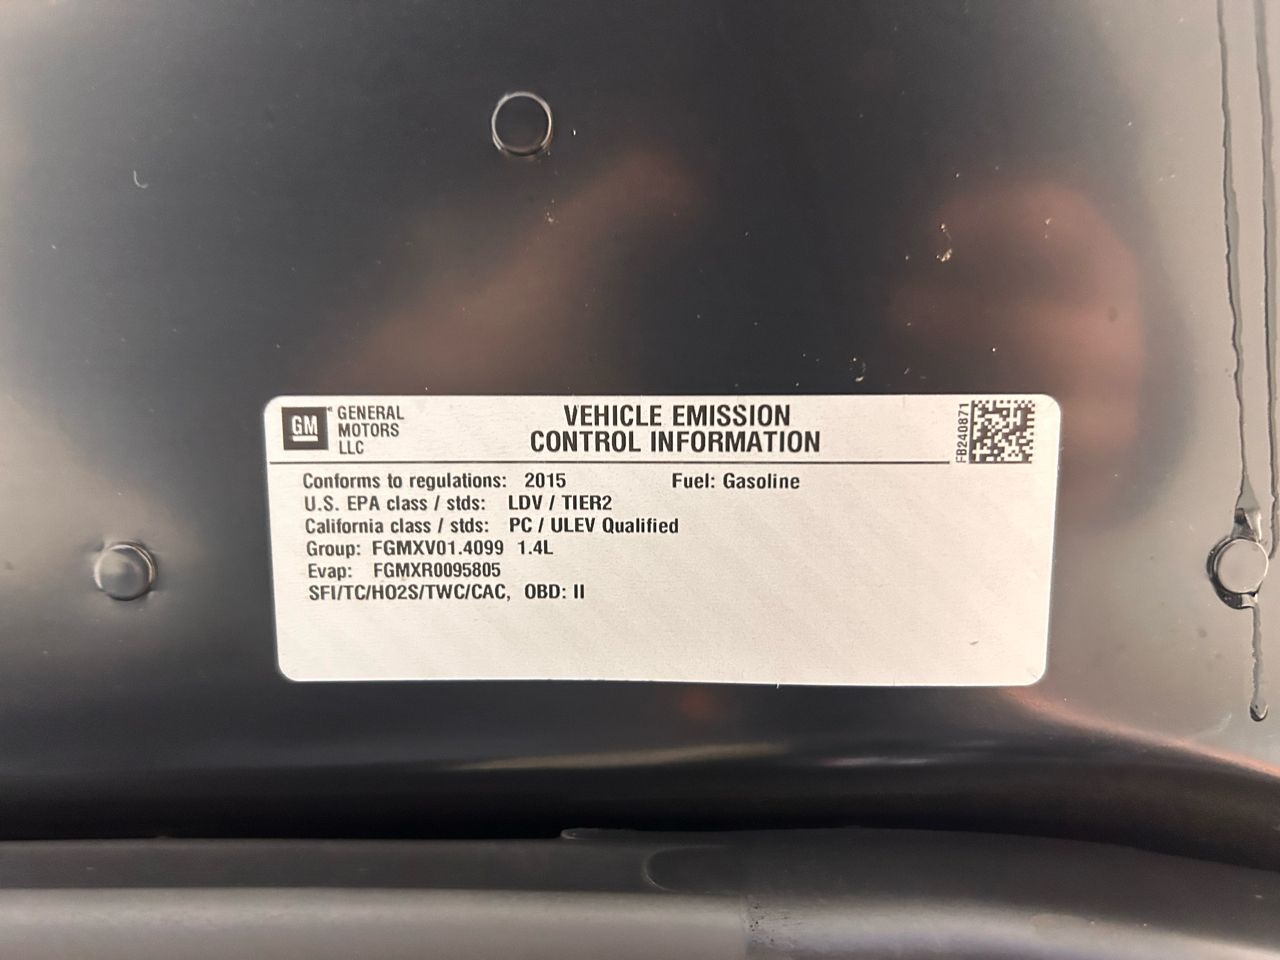 GM GENERAL MOTORS LLC
VEHICLE EMISSION
CONTROL INFORMATION
FB240871
Conforms to regulations: 2015 Fuel: Gasoline
U.S. EPA class / stds: LDV / TIER2
California class / stds: PC / ULEV Qualified
Group: FGMXV01.4099 1.4L
Evap: FGMXR0095805
SFI/TC/HO2S/TWC/CAC, OBD: II